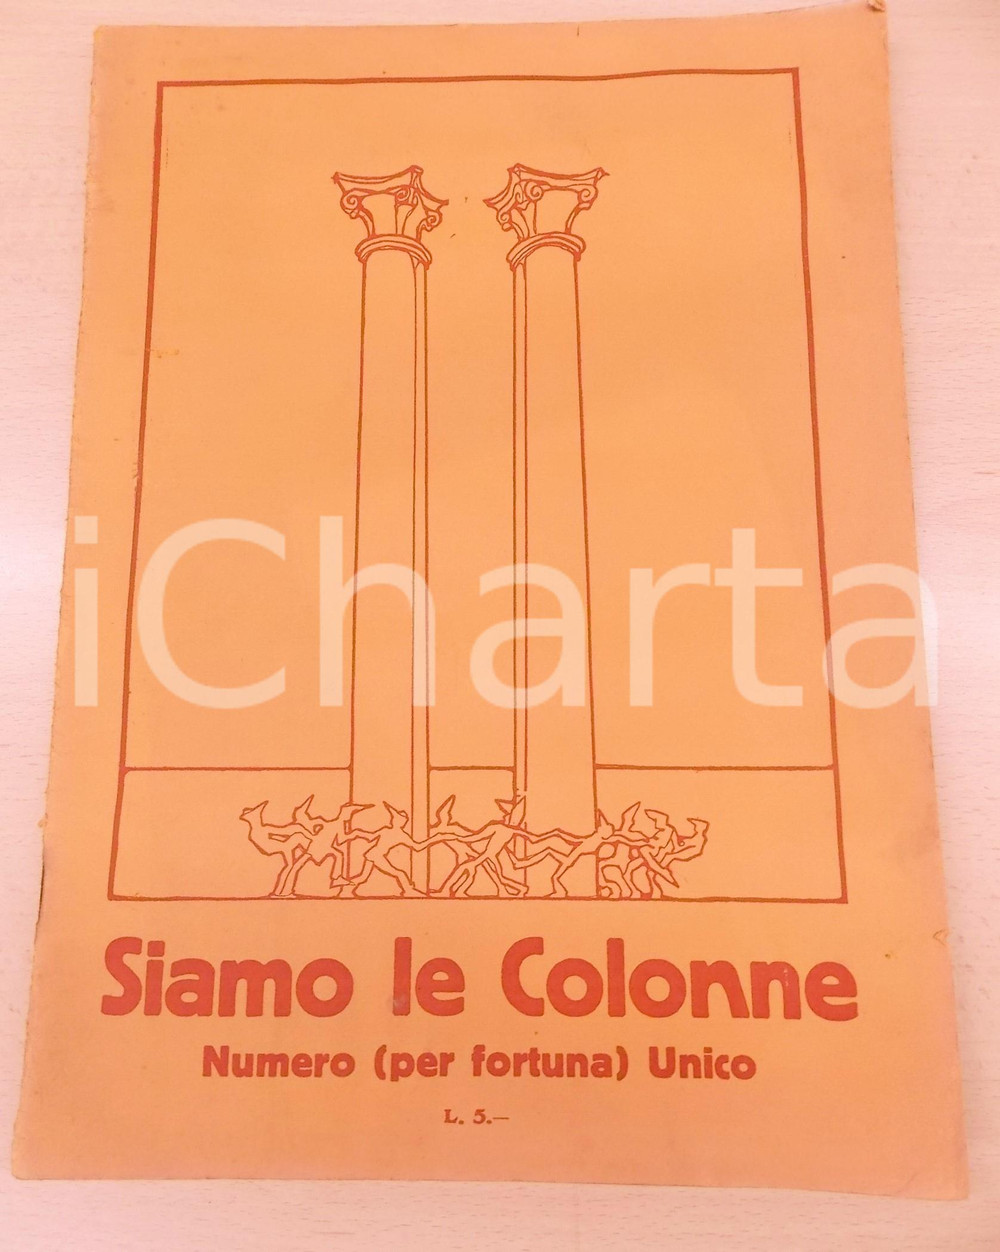 iCharta
Siamo le Colonne
Numero (per fortuna) Unico
L. 5.—